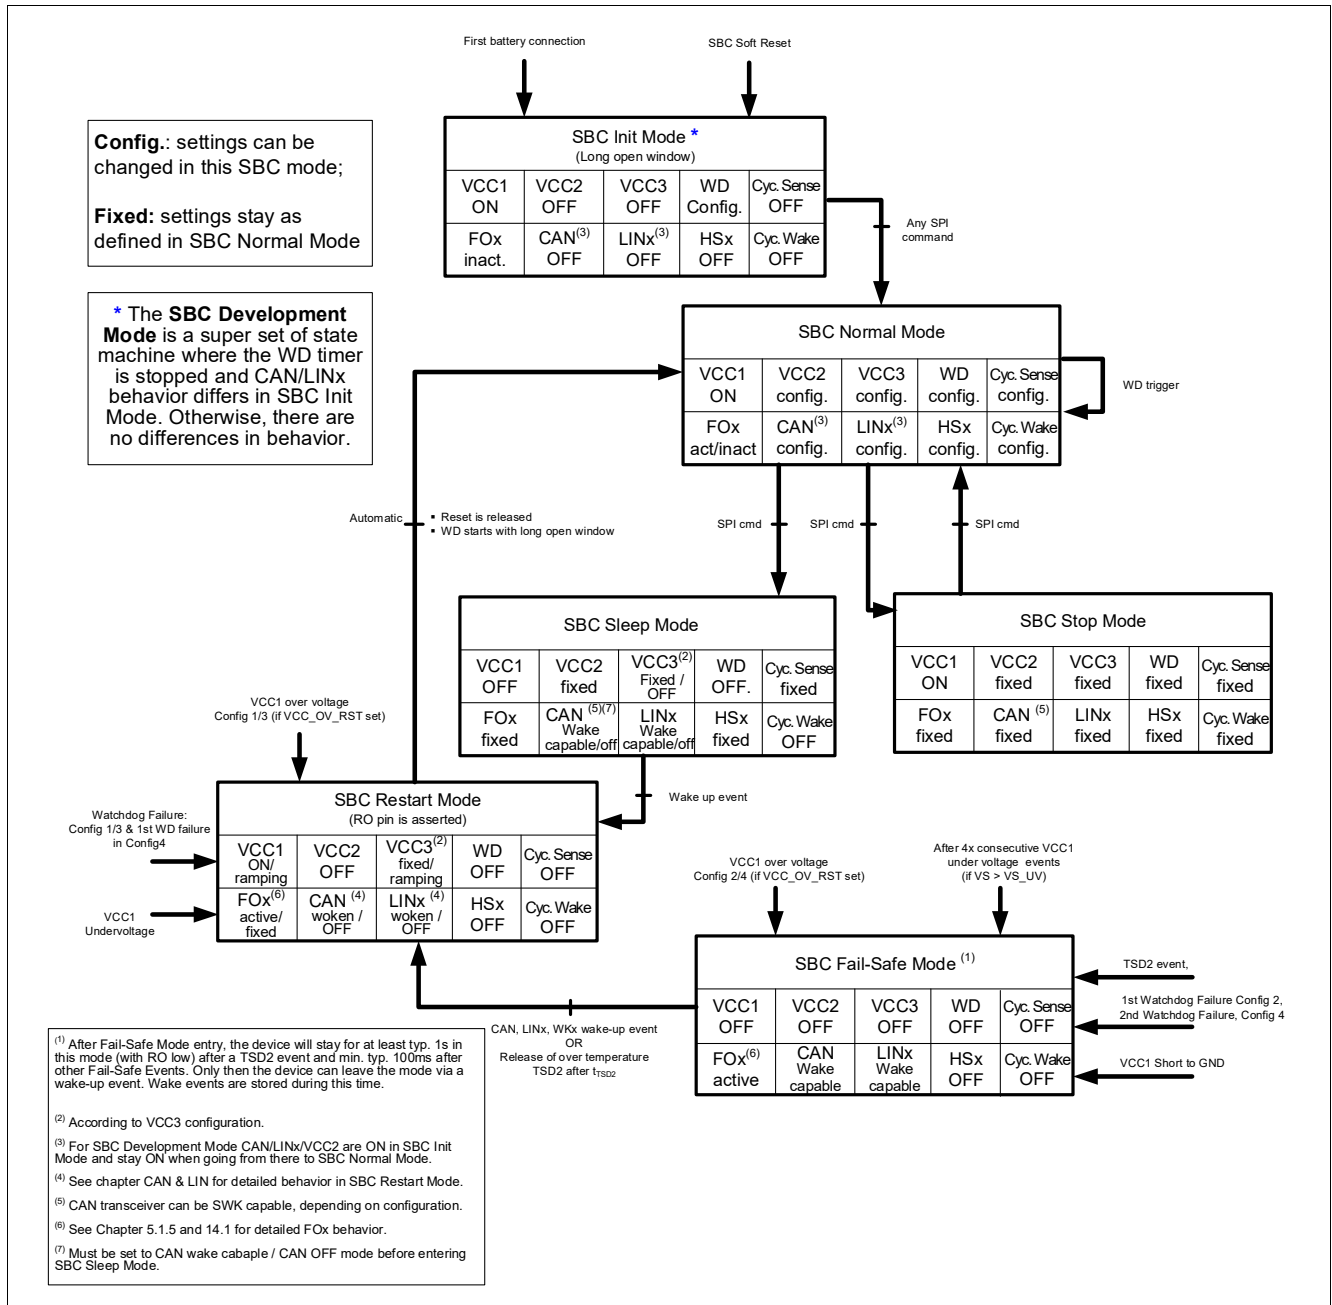 First battery connection
SBC Soft Reset
Config.: settings can be
changed in this SBC mode;
Fixed: settings stay as
defined in SBC Normal Mode
* The SBC Development
Mode is a super set of state
machine where the WD timer
is stopped and CAN/LINx
behavior differs in SBC Init
Mode. Otherwise, there are
no differences in behavior.
SBC Init Mode *
(Long open window)
VCC1
ON
VCC2
OFF
VCC3
OFF
WD
Config.
Cyc. Sense
OFF
FOx
inact.
CAN(3)
OFF
LINx(3)
OFF
HSx
OFF
Cyc. Wake
OFF
Any SPI
command
SBC Normal Mode
VCC1
ON
VCC2
config.
VCC3
config.
WD
config.
Cyc. Sense
config.
FOx
act/inact
CAN(3)
config.
LINx(3)
config.
HSx
config.
Cyc. Wake
config.
WD trigger
Automatic
▪ Reset is released
▪ WD starts with long open window
SPI cmd
SPI cmd
SPI cmd
SBC Sleep Mode
VCC1
OFF
VCC2
fixed
VCC3(2)
Fixed /
OFF
WD
OFF.
Cyc. Sense
fixed
FOx
fixed
CAN (5)(7)
Wake
capable/off
LINx
Wake
capable/off
HSx
fixed
Cyc. Wake
OFF
SBC Stop Mode
VCC1
ON
VCC2
fixed
VCC3
fixed
WD
fixed
Cyc. Sense
fixed
FOx
fixed
CAN (5)
fixed
LINx
fixed
HSx
fixed
Cyc. Wake
fixed
VCC1 over voltage
Config 1/3 (if VCC_OV_RST set)
Wake up event
Watchdog Failure:
Config 1/3 & 1st WD failure
in Config4
VCC1
Undervoltage
SBC Restart Mode
(RO pin is asserted)
VCC1
ON/
ramping
VCC2
OFF
VCC3(2)
fixed/
ramping
WD
OFF
Cyc. Sense
OFF
FOx(6)
active/
fixed
CAN (4)
woken /
OFF
LINx (4)
woken /
OFF
HSx
OFF
Cyc. Wake
OFF
VCC1 over voltage
Config 2/4 (if VCC_OV_RST set)
After 4x consecutive VCC1
under voltage events
(if VS > VS_UV)
SBC Fail-Safe Mode (1)
VCC1
OFF
VCC2
OFF
VCC3
OFF
WD
OFF
Cyc. Sense
OFF
FOx(6)
active
CAN
Wake
capable
LINx
Wake
capable
HSx
OFF
Cyc. Wake
OFF
TSD2 event,
1st Watchdog Failure Config 2,
2nd Watchdog Failure, Config 4
VCC1 Short to GND
CAN, LINx, WKx wake-up event
OR
Release of over temperature
TSD2 after tTSD2
(1) After Fail-Safe Mode entry, the device will stay for at least typ. 1s in
this mode (with RO low) after a TSD2 event and min. typ. 100ms after
other Fail-Safe Events. Only then the device can leave the mode via a
wake-up event. Wake events are stored during this time.
(2) According to VCC3 configuration.
(3) For SBC Development Mode CAN/LINx/VCC2 are ON in SBC Init
Mode and stay ON when going from there to SBC Normal Mode.
(4) See chapter CAN & LIN for detailed behavior in SBC Restart Mode.
(5) CAN transceiver can be SWK capable, depending on configuration.
(6) See Chapter 5.1.5 and 14.1 for detailed FOx behavior.
(7) Must be set to CAN wake cabaple / CAN OFF mode before entering
SBC Sleep Mode.